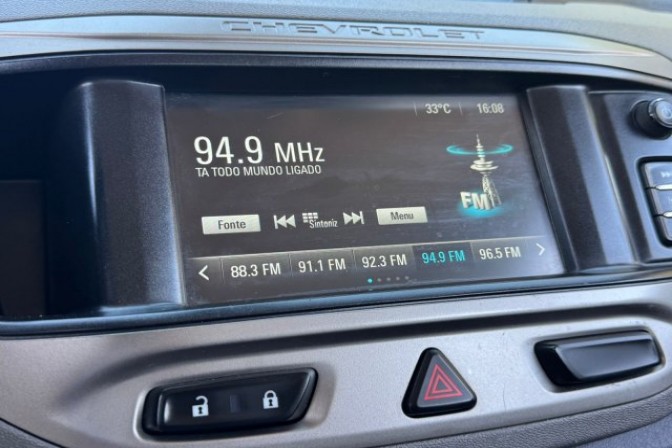 CHEVROLET
33°C 16:08
94.9 MHz
TA TODO MUNDO LIGADO
FM
Fonte Sinteniz Menu
88.3 FM 91.1 FM 92.3 FM 94.9 FM 96.5 FM